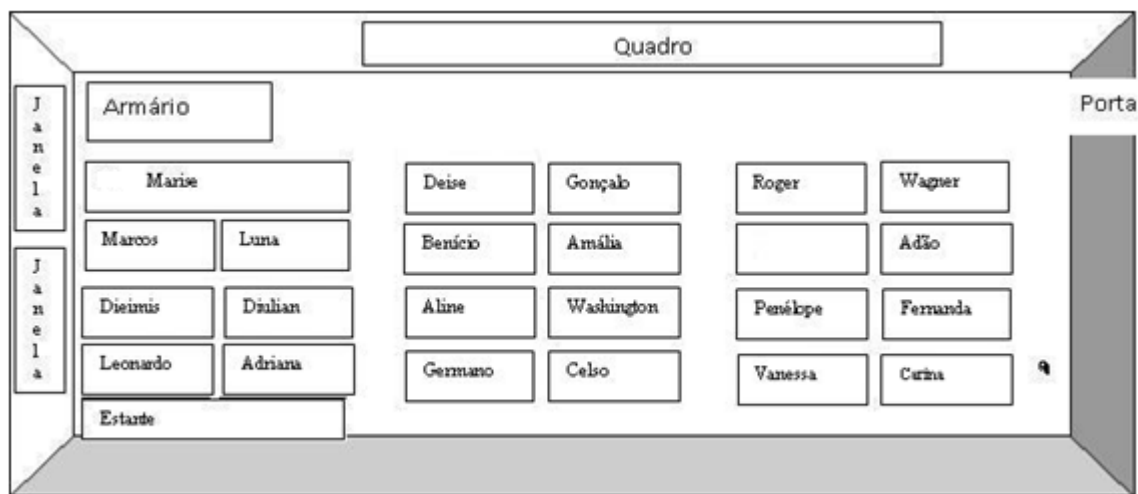 Quadro
Armário
Porta
Janela
Marise
Deise
Gonçalo
Roger
Wagner
Marcos
Luna
Benício
Amália
Adão
Janela
Dieimis
Diulian
Aline
Washington
Penélope
Fernanda
Leonardo
Adriana
Germano
Celso
Vanessa
Carina
Estante